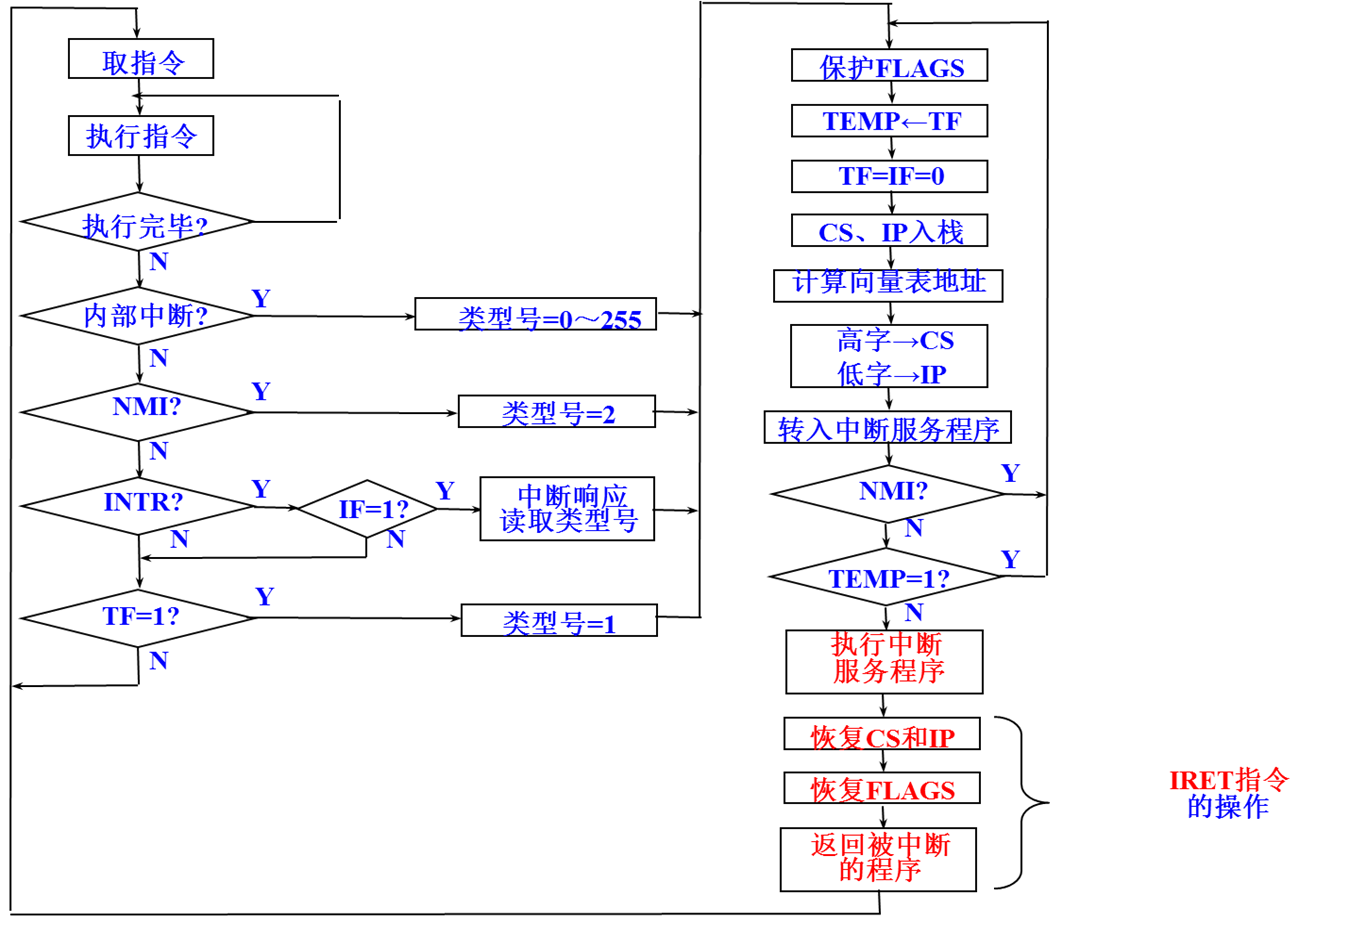 取指令
执行指令
执行完毕?
N
内部中断?
Y
类型号=0～255
N
NMI?
Y
类型号=2
N
INTR?
Y
IF=1?
Y
中断响应
读取类型号
N
N
TF=1?
Y
类型号=1
N
保护FLAGS
TEMP←TF
TF=IF=0
CS、IP入栈
计算向量表地址
高字→CS
低字→IP
转入中断服务程序
NMI?
Y
N
TEMP=1?
Y
N
执行中断
服务程序
恢复CS和IP
恢复FLAGS
返回被中断
的程序
IRET指令
的操作